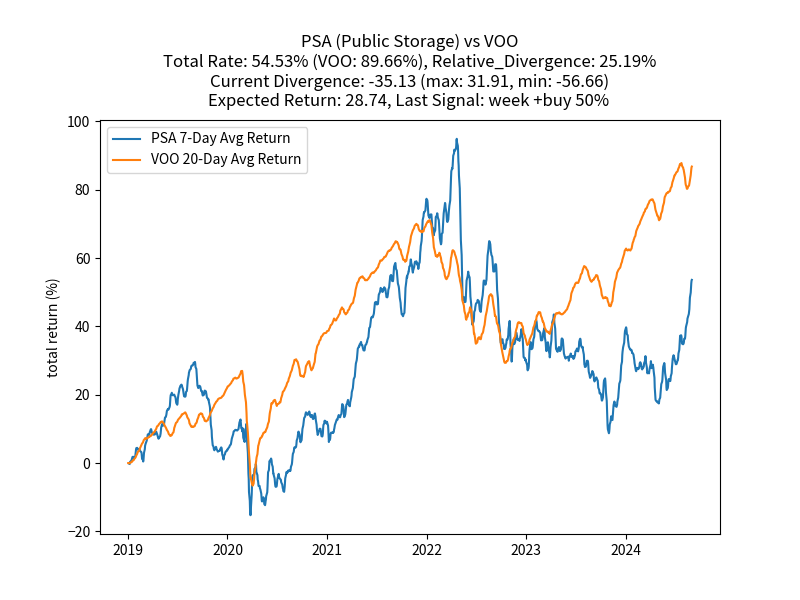 PSA (Public Storage) vs VOO
Total Rate: 54.53% (VOO: 89.66%), Relative_Divergence: 25.19%
Current Divergence: -35.13 (max: 31.91, min: -56.66)
Expected Return: 28.74, Last Signal: week +buy 50%
PSA 7-Day Avg Return
VOO 20-Day Avg Return
total return (%)
100
80
60
40
20
0
−20
2019
2020
2021
2022
2023
2024